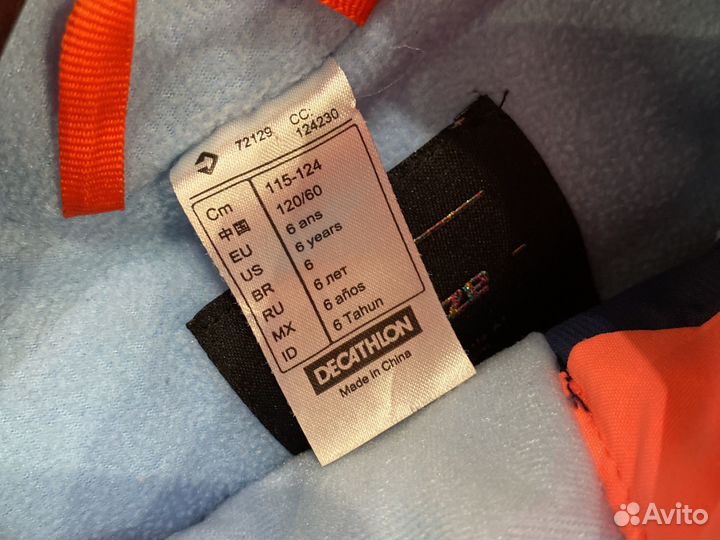 72129 CC: 124230
Cm 115-124
中国 120/60
EU 6 ans
US 6 years
BR 6
RU 6 лет
MX 6 años
ID 6 Tahun
DECATHLON
Made in China
Avito